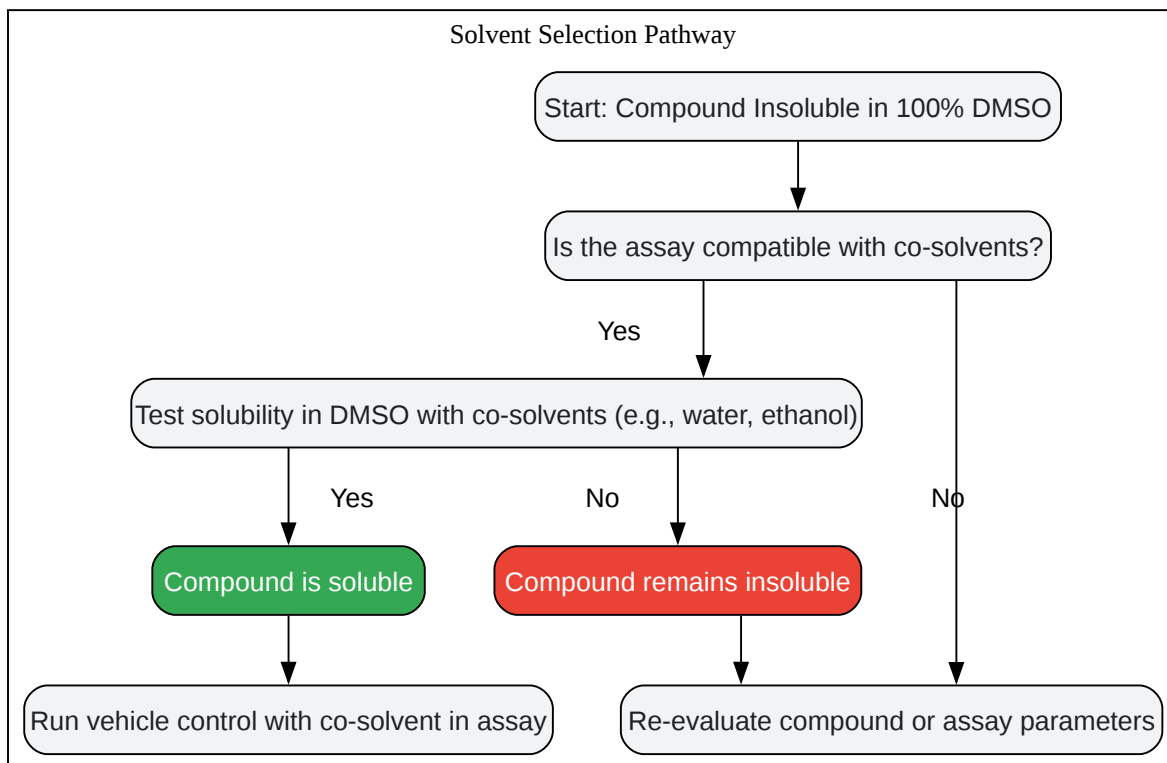 Solvent Selection Pathway
Start: Compound Insoluble in 100% DMSO
Is the assay compatible with co-solvents?
Yes
Test solubility in DMSO with co-solvents (e.g., water, ethanol)
Yes
No
No
Compound is soluble
Compound remains insoluble
Run vehicle control with co-solvent in assay
Re-evaluate compound or assay parameters